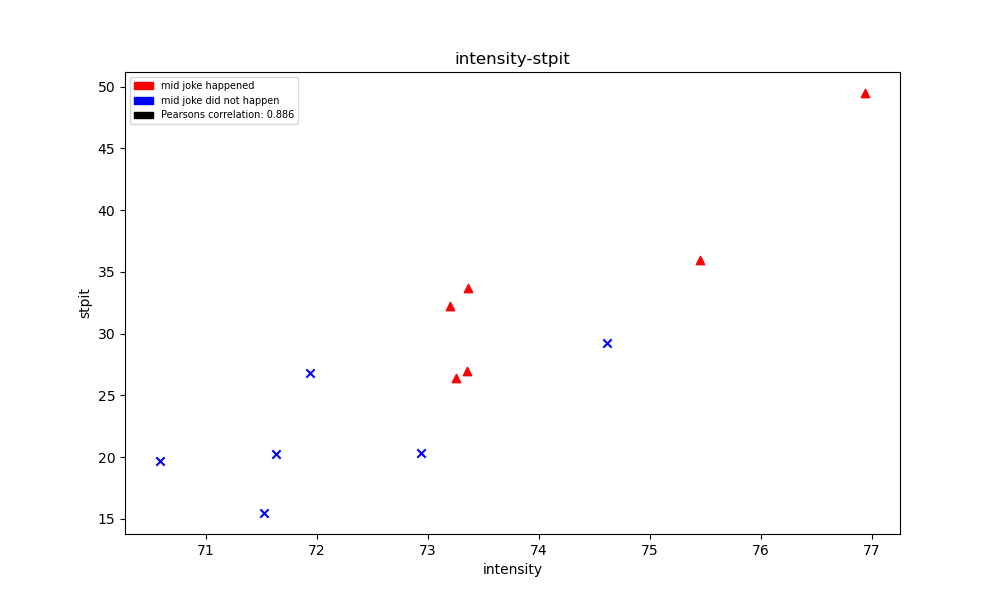 intensity-stpit
mid joke happened
mid joke did not happen
Pearsons correlation: 0.886
50
45
40
35
30
25
20
15
stpit
71 72 73 74 75 76 77
intensity